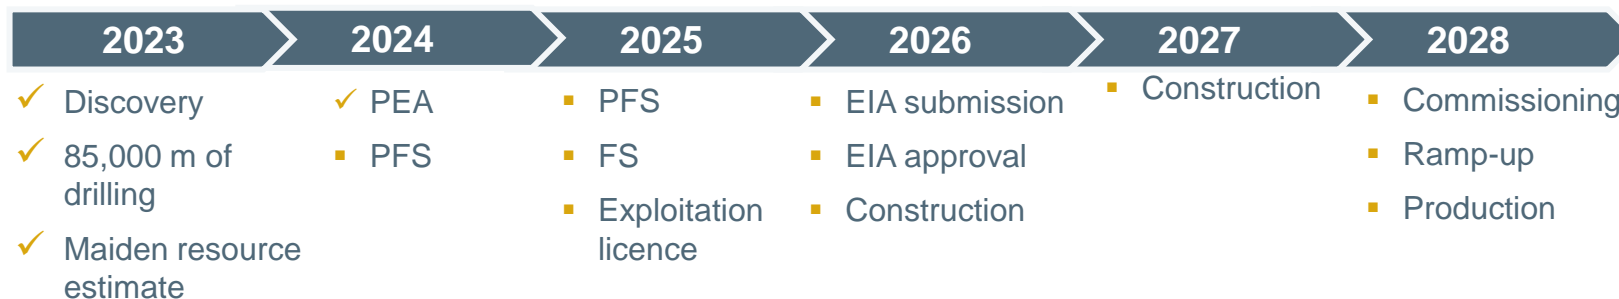 2023
2024
2025
2026
2027
2028
Discovery
85,000 m of
drilling
Maiden resource
estimate
PEA
PFS
PFS
FS
Exploitation
licence
EIA submission
EIA approval
Construction
Construction
Commissioning
Ramp-up
Production